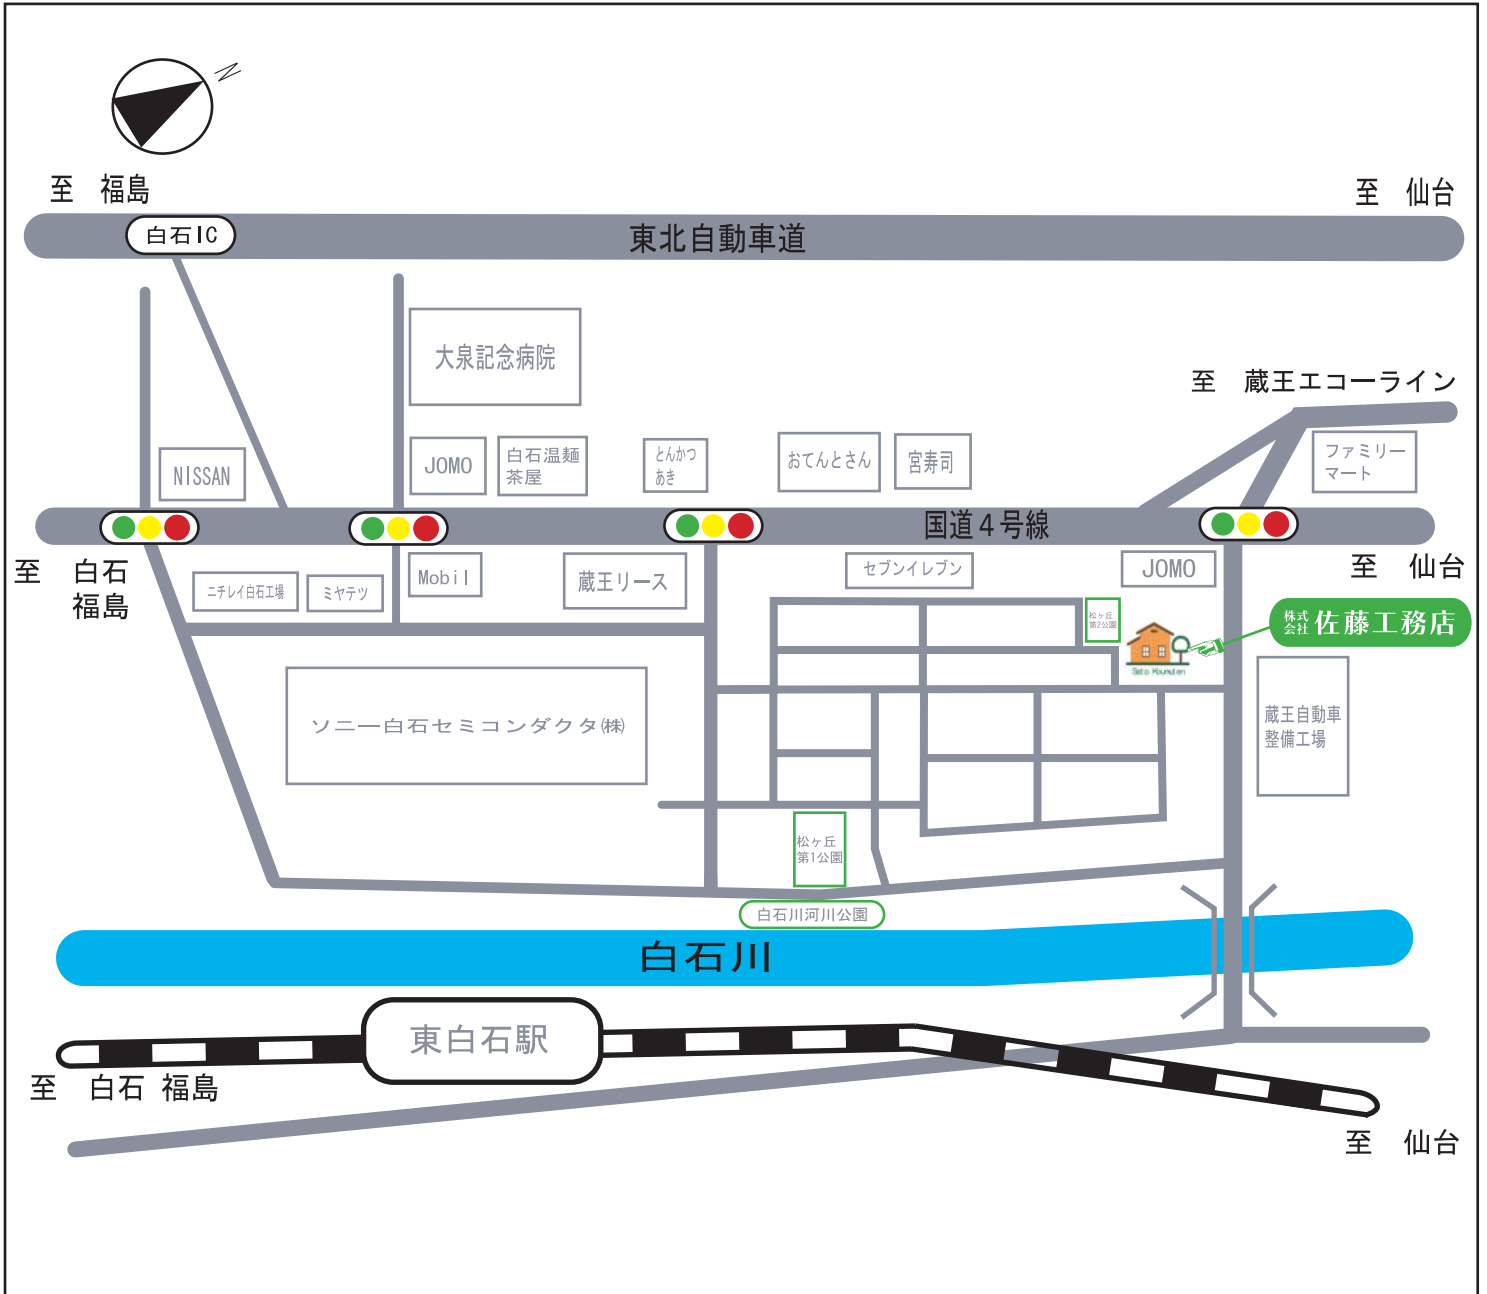 N
至 福島
至 仙台
白石IC
東北自動車道
大泉記念病院
至 蔵王エコーライン
NISSAN
JOMO
白石温麺
茶屋
とんかつ
あき
おてんとさん
宮寿司
ファミリー
マート
国道4号線
至 白石
福島
至 仙台
ニチレイ白石工場
ミヤテツ
Mobil
蔵王リース
セブンイレブン
JOMO
松ヶ丘
第2公園
株式
会社 佐藤工務店
Sato Koumuten
ソニー白石セミコンダクタ(株)
蔵王自動車
整備工場
松ヶ丘
第1公園
白石川河川公園
白石川
東白石駅
至 白石 福島
至 仙台